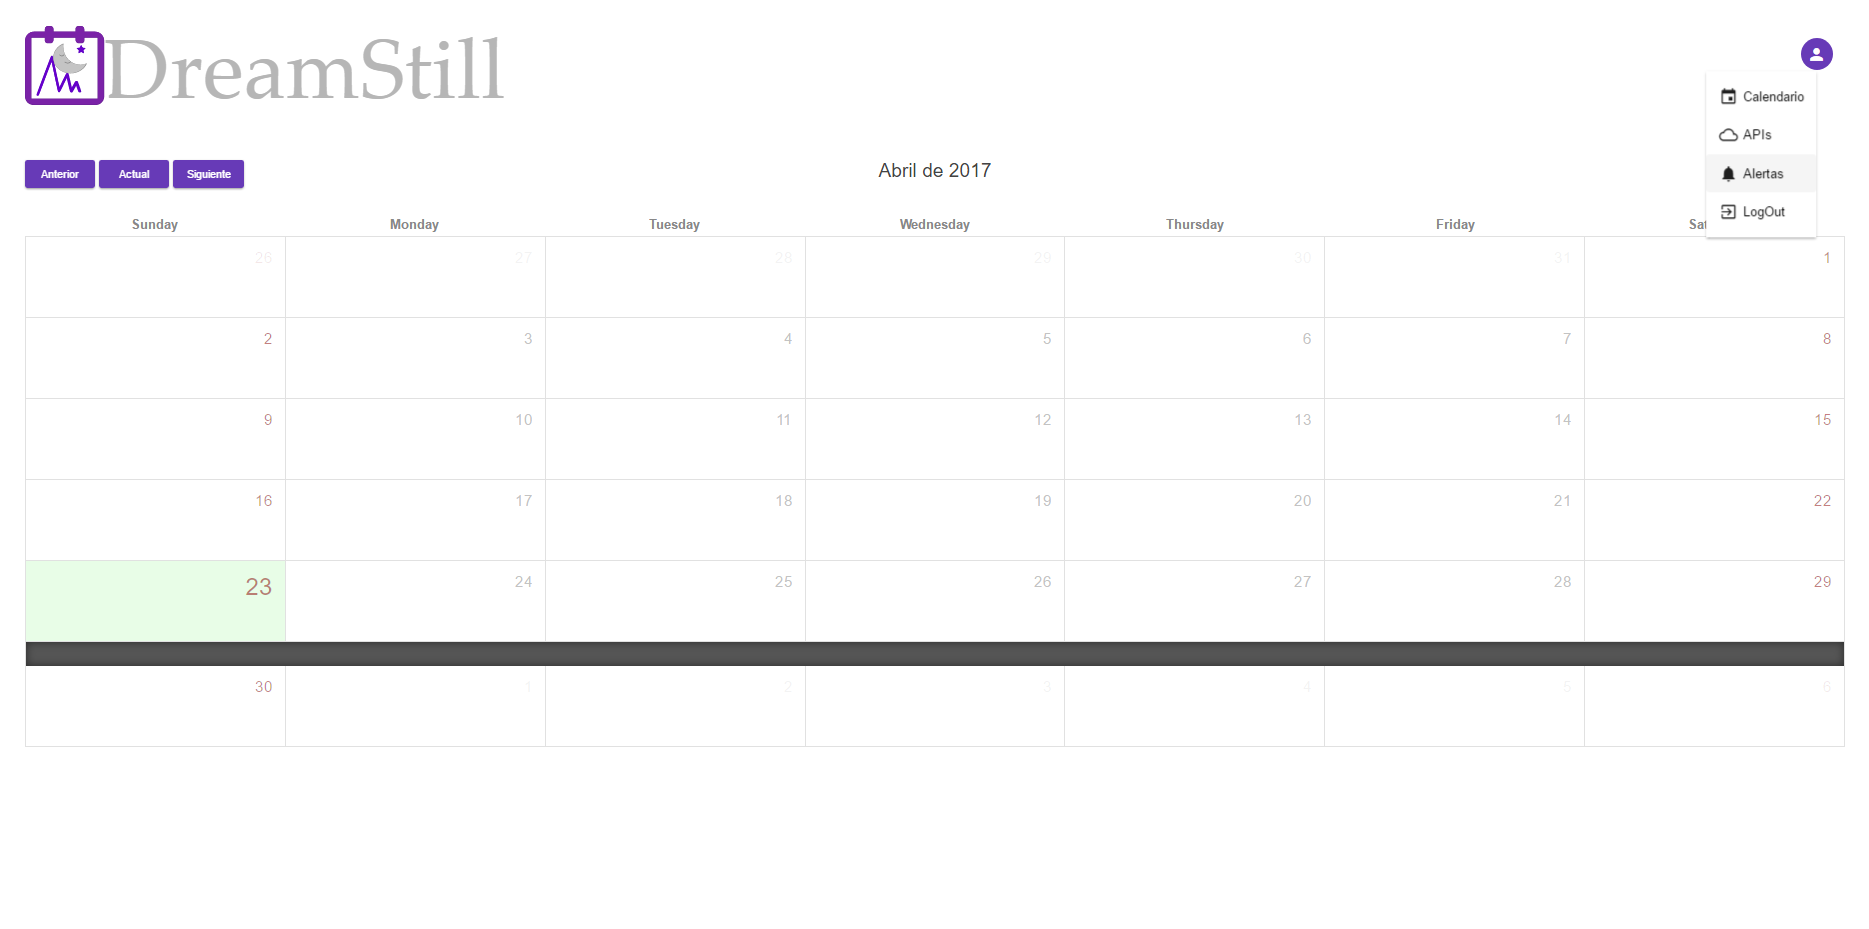 DreamStill
Calendario
APIs
Alertas
LogOut
Anterior Actual Siguiente
Abril de 2017
Sunday Monday Tuesday Wednesday Thursday Friday Sat
26 27 28 29 30 31 1
2 3 4 5 6 7 8
9 10 11 12 13 14 15
16 17 18 19 20 21 22
23 24 25 26 27 28 29
30 1 2 3 4 5 6